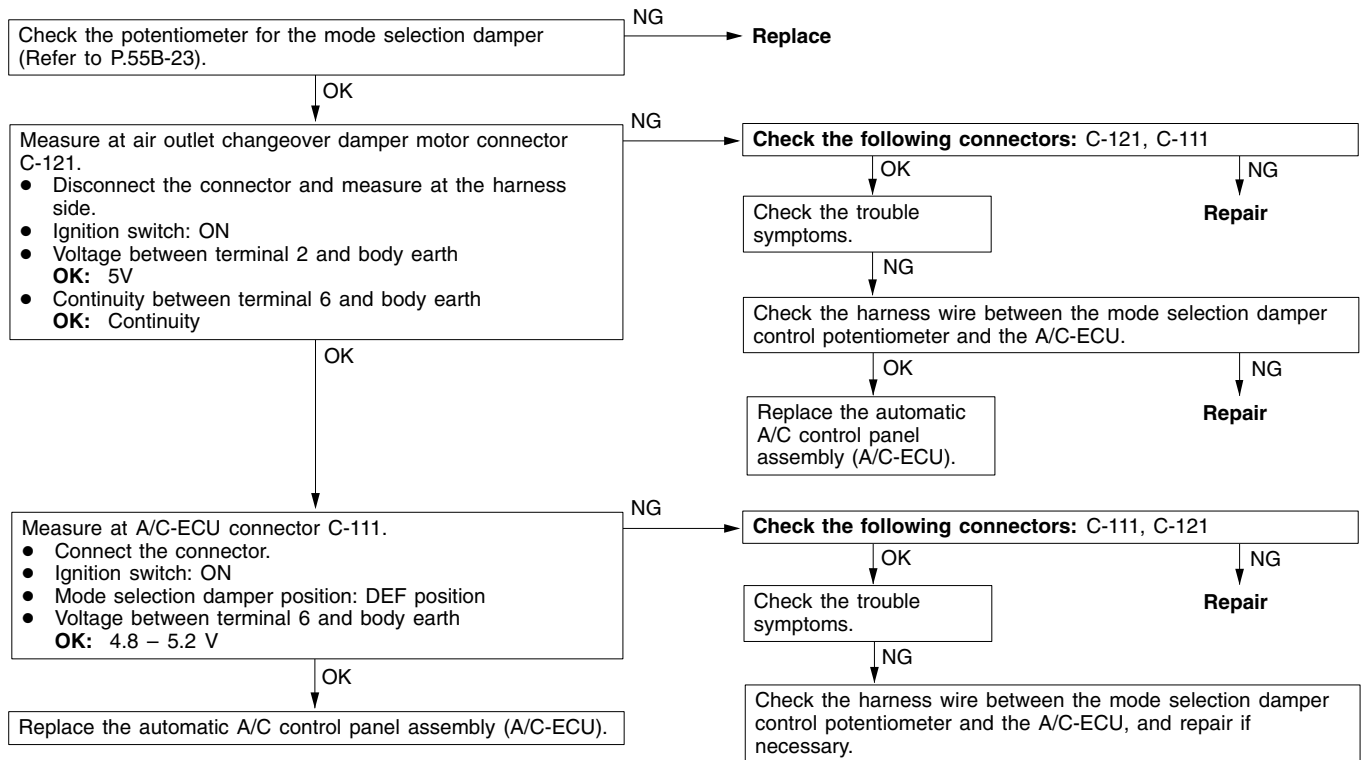 Check the potentiometer for the mode selection damper
(Refer to P.55B-23).
NG
Replace
OK
Measure at air outlet changeover damper motor connector
C-121.
● Disconnect the connector and measure at the harness
side.
● Ignition switch: ON
● Voltage between terminal 2 and body earth
OK: 5V
● Continuity between terminal 6 and body earth
OK: Continuity
NG
Check the following connectors: C-121, C-111
OK
NG
Check the trouble
symptoms.
Repair
NG
Check the harness wire between the mode selection damper
control potentiometer and the A/C-ECU.
OK
NG
Replace the automatic
A/C control panel
assembly (A/C-ECU).
Repair
OK
Measure at A/C-ECU connector C-111.
● Connect the connector.
● Ignition switch: ON
● Mode selection damper position: DEF position
● Voltage between terminal 6 and body earth
OK: 4.8 – 5.2 V
NG
Check the following connectors: C-111, C-121
OK
NG
Check the trouble
symptoms.
Repair
NG
Check the harness wire between the mode selection damper
control potentiometer and the A/C-ECU, and repair if
necessary.
OK
Replace the automatic A/C control panel assembly (A/C-ECU).